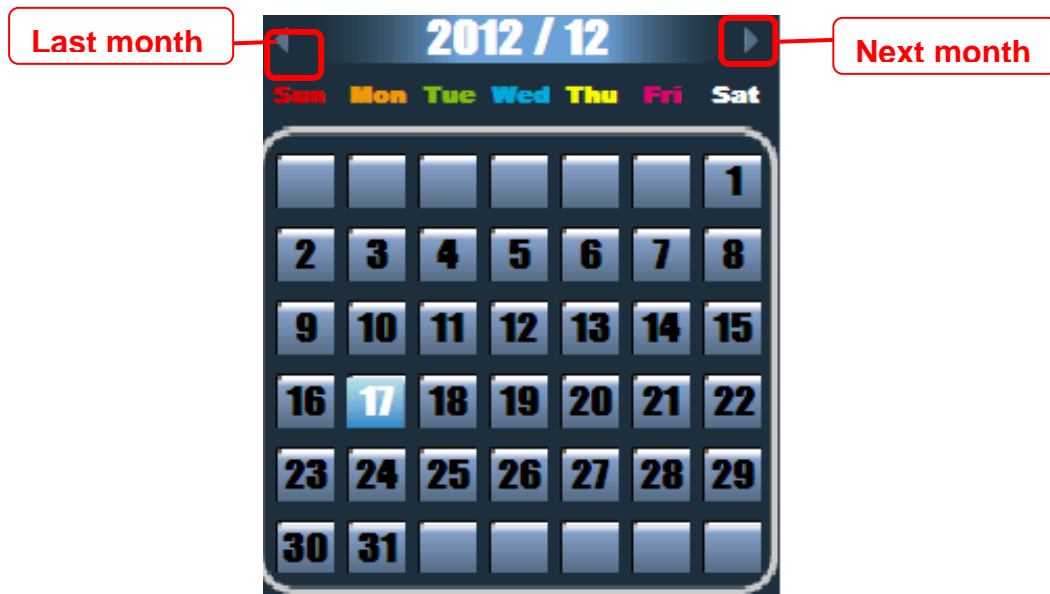 Last month
2012 / 12
Next month
Sun Mon Tue Wed Thu Fri Sat
1
2 3 4 5 6 7 8
9 10 11 12 13 14 15
16 17 18 19 20 21 22
23 24 25 26 27 28 29
30 31